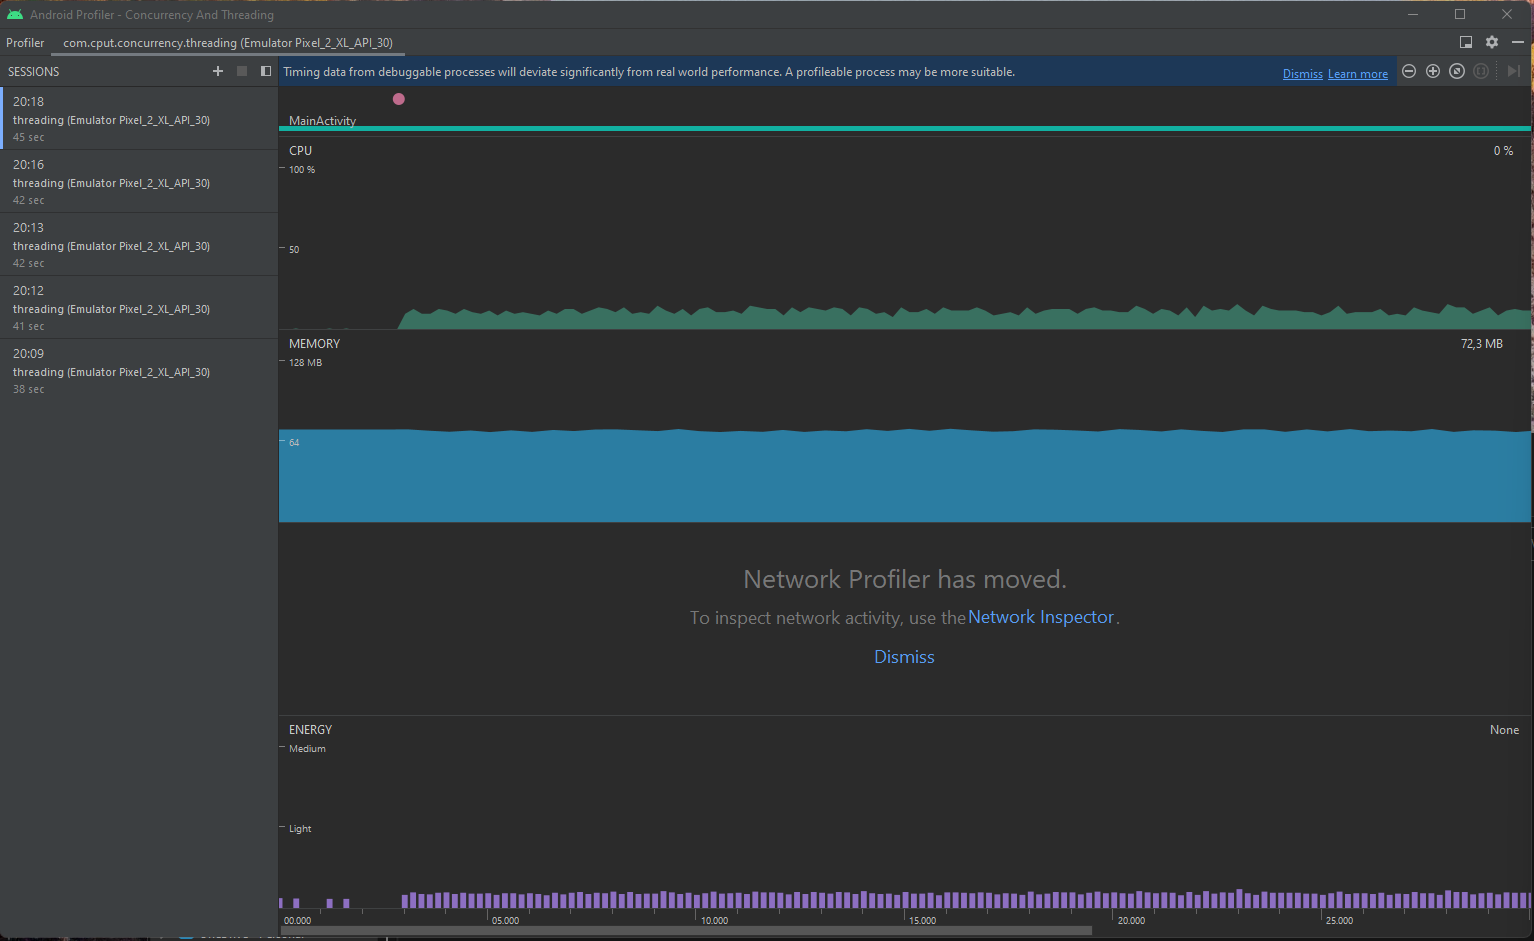 Android Profiler - Concurrency And Threading
Profiler com.cput.concurrency.threading (Emulator Pixel_2_XL_API_30)
SESSIONS
20:18
threading (Emulator Pixel_2_XL_API_30)
45 sec
20:16
threading (Emulator Pixel_2_XL_API_30)
42 sec
20:13
threading (Emulator Pixel_2_XL_API_30)
42 sec
20:12
threading (Emulator Pixel_2_XL_API_30)
41 sec
20:09
threading (Emulator Pixel_2_XL_API_30)
38 sec
Timing data from debuggable processes will deviate significantly from real world performance. A profileable process may be more suitable. Dismiss Learn more
MainActivity
CPU 0 %
100 %
50
MEMORY 72,3 MB
128 MB
64
Network Profiler has moved.
To inspect network activity, use the Network Inspector.
Dismiss
ENERGY None
Medium
Light
00.000 05.000 10.000 15.000 20.000 25.000